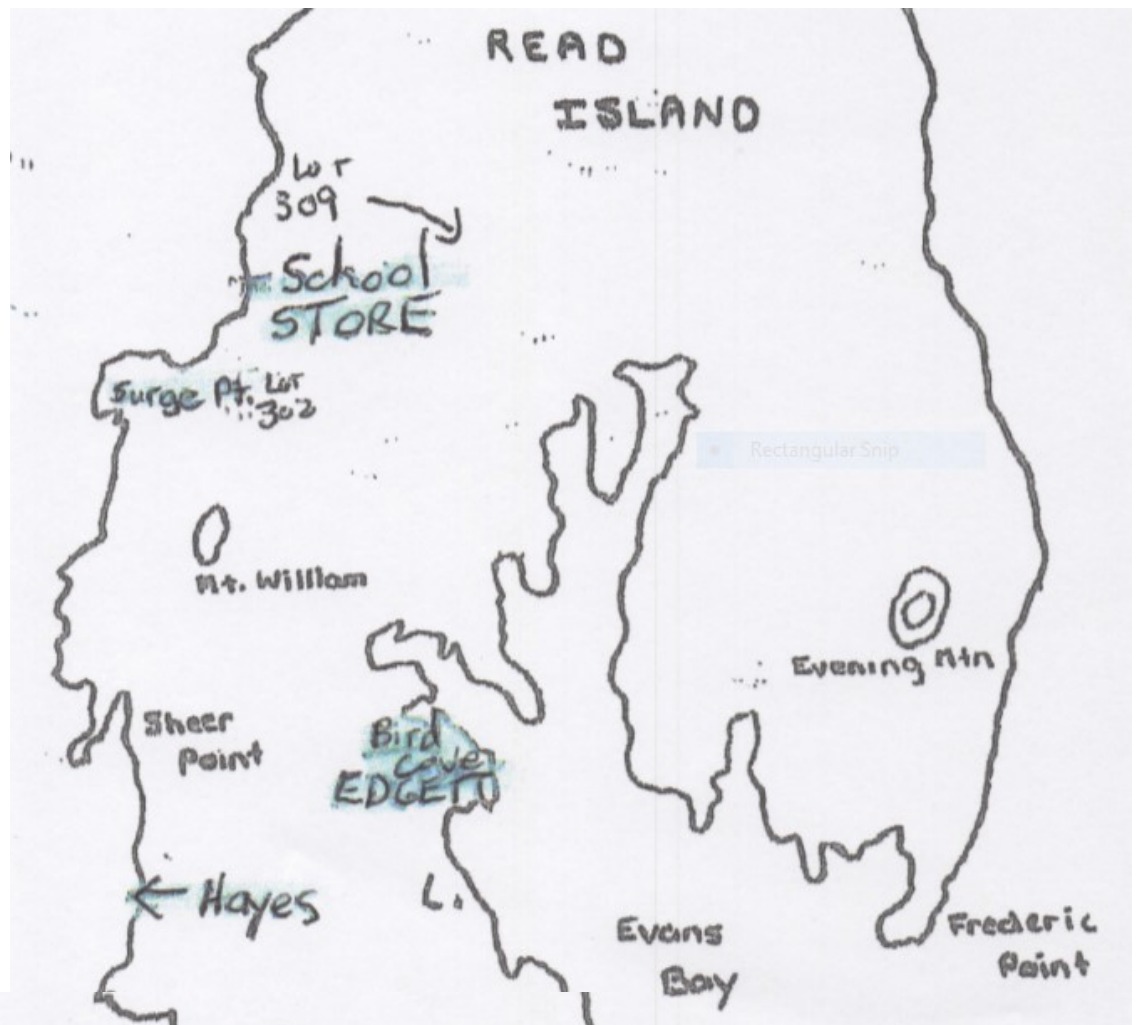 READ
ISLAND
Lot
309
School
STORE
Surge Pt. Lot
302
Rectangular Snip
Mt. William
Evening Mtn
Sheer
Point
Bird
Cove
EDGETT
Hayes
L.
Evans
Bay
Frederic
Point